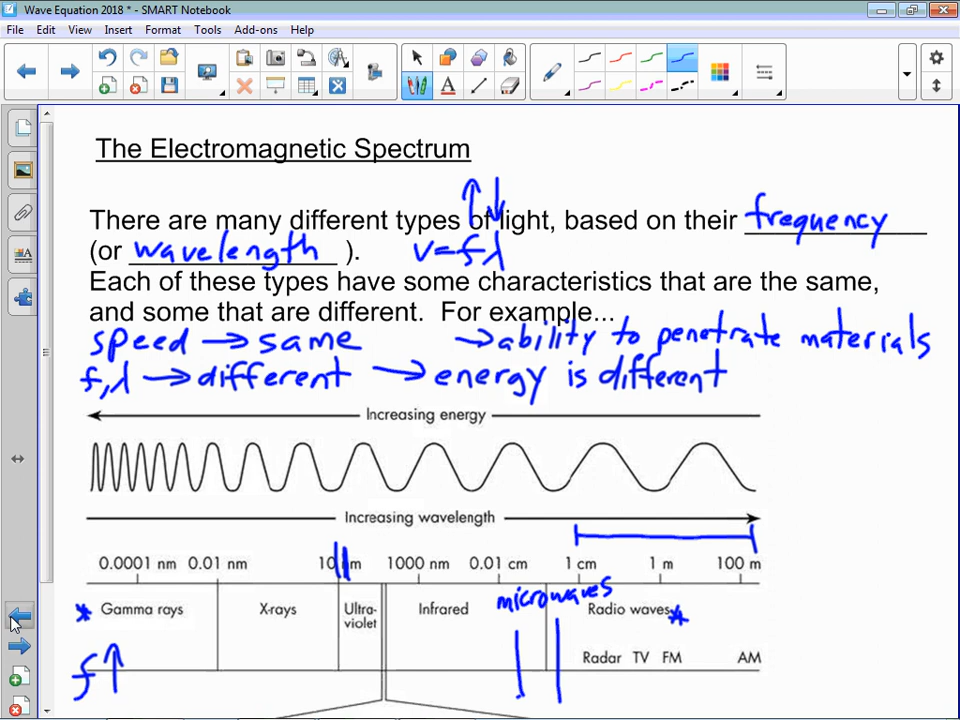 Wave Equation 2018 * - SMART Notebook
File Edit View Insert Format Tools Add-ons Help
The Electromagnetic Spectrum
There are many different types of light, based on their frequency
(or wavelength ). v=fλ
Each of these types have some characteristics that are the same,
and some that are different. For example...
speed → same → ability to penetrate materials
f,λ → different → energy is different
Increasing energy
Increasing wavelength
0.0001 nm 0.01 nm 10 nm 1000 nm 0.01 cm 1 cm 1 m 100 m
microwaves
* Gamma rays X-rays Ultra- Infrared Radio waves *
violet
f↑ Radar TV FM AM